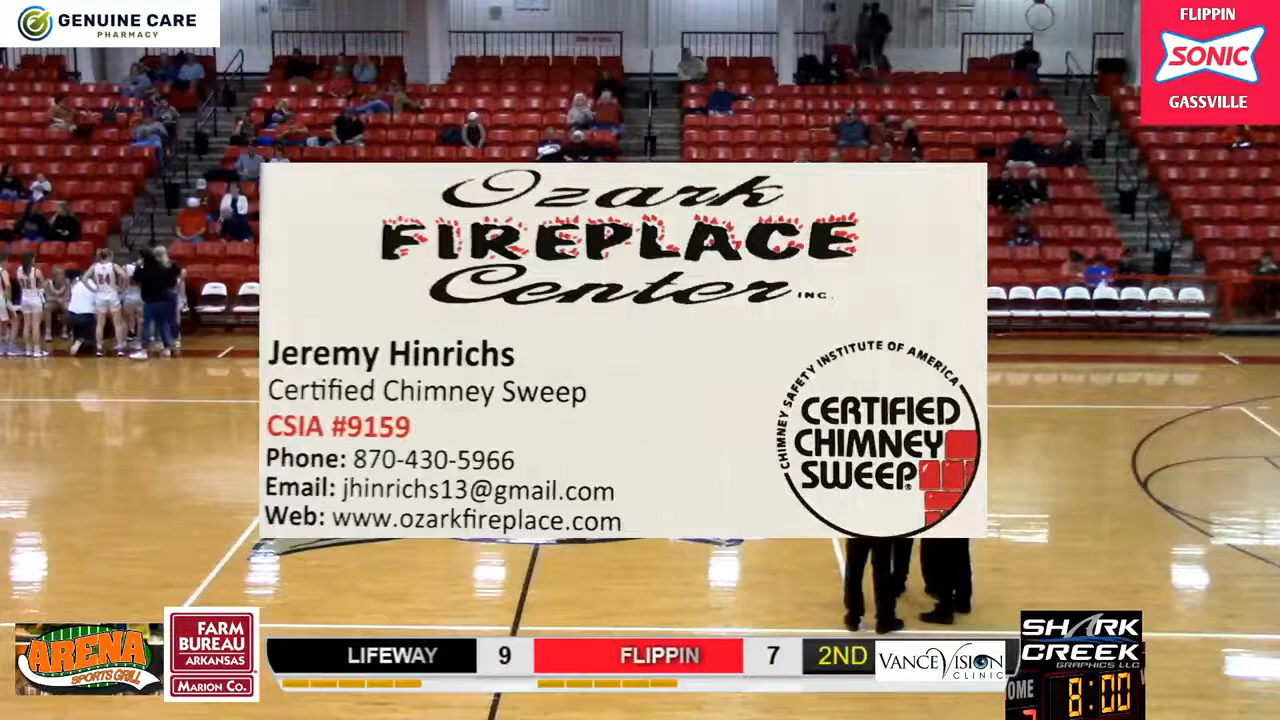 GENUINE CARE
PHARMACY
FLIPPIN
SONIC
GASSVILLE
Ozark
FIREPLACE
Center INC.
Jeremy Hinrichs
Certified Chimney Sweep
CSIA #9159
Phone: 870-430-5966
Email: jhinrichs13@gmail.com
Web: www.ozarkfireplace.com
CHIMNEY SAFETY INSTITUTE OF AMERICA
CERTIFIED
CHIMNEY
SWEEP®
24
ARENA
SPORTS GRILL
FARM
BUREAU
ARKANSAS
MARION CO.
LIFEWAY 9 FLIPPIN 7 2ND
VANCE VISION
CLINIC
SHARK
CREEK
GRAPHICS LLC
OME
8:00